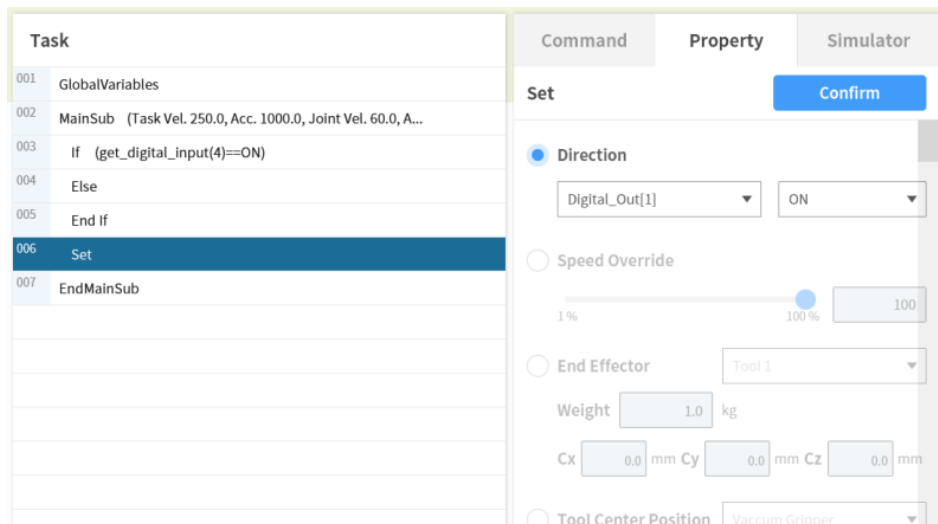 Task
001 GlobalVariables
002 MainSub (Task Vel. 250.0, Acc. 1000.0, Joint Vel. 60.0, A...
003 If (get_digital_input(4)==ON)
004 Else
005 End If
006 Set
007 EndMainSub
Command Property Simulator
Set Confirm
Direction
Digital_Out[1] ON
Speed Override
1 % 100 % 100
End Effector Tool 1
Weight 1.0 kg
Cx 0.0 mm Cy 0.0 mm Cz 0.0 mm
Tool Center Position Vaccum Gripper